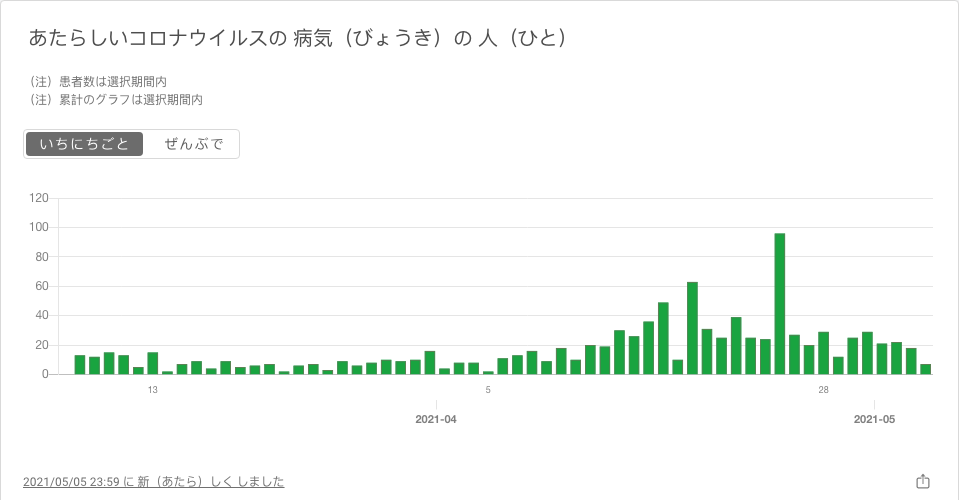 あたらしいコロナウイルスの 病気（びょうき）の 人（ひと）
（注）患者数は選択期間内
（注）累計のグラフは選択期間内
いちにちごと ぜんぶで
120
100
80
60
40
20
0
13 5 28
2021-04 2021-05
2021/05/05 23:59 に 新（あたら）しく しました